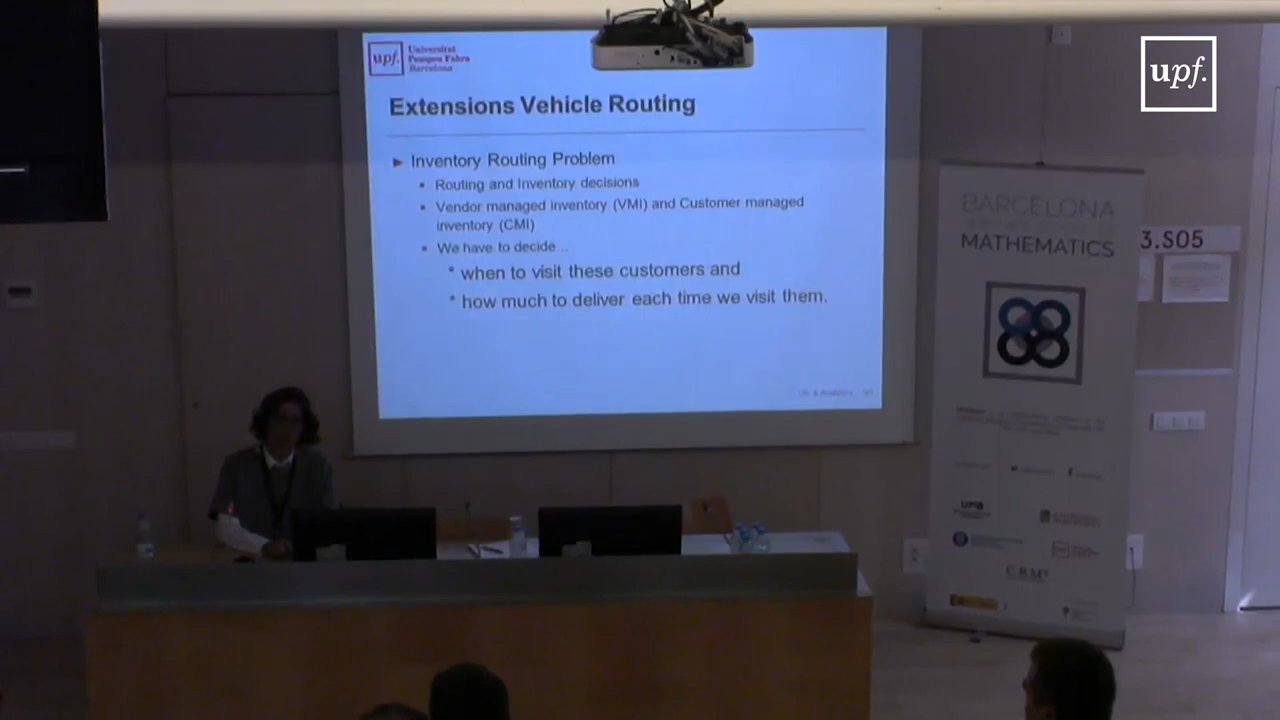 upf.
Universitat
Pompeu Fabra
Barcelona
Extensions Vehicle Routing
Inventory Routing Problem
Routing and Inventory decisions
Vendor managed inventory (VMI) and Customer managed
inventory (CMI)
We have to decide…
* when to visit these customers and
* how much to deliver each time we visit them.
upf.
BARCELONA
MATHEMATICS
3.S05
UPB
CRM